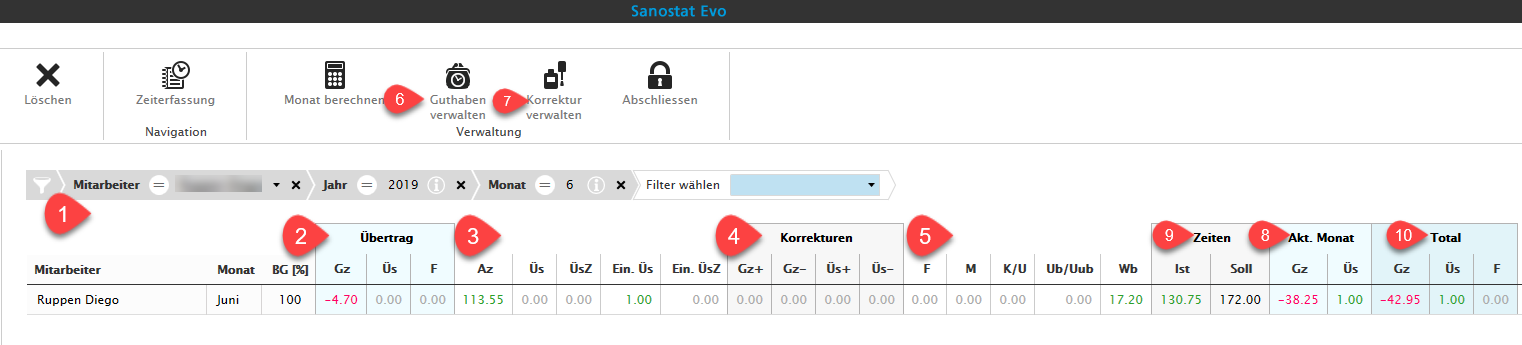 Sanostat Evo
Löschen
Zeiterfassung
Monat berechnen
6
Guthaben
verwalten
7
Korrektur
verwalten
Abschliessen
Navigation
Verwaltung
Mitarbeiter =
Jahr = 2019 i
Monat = 6 i
Filter wählen
1
2 Übertrag
3
4 Korrekturen
5
9 Zeiten
8 Akt. Monat
10 Total
Mitarbeiter Monat BG [%] Gz Üs F Az Üs ÜsZ Ein. Üs Ein. ÜsZ Gz+ Gz- Üs+ Üs- F M K/U Ub/Uub Wb Ist Soll Gz Üs Gz Üs F
Ruppen Diego Juni 100 -4.70 0.00 0.00 113.55 0.00 0.00 1.00 0.00 0.00 0.00 0.00 0.00 0.00 0.00 0.00 0.00 17.20 130.75 172.00 -38.25 1.00 -42.95 1.00 0.00